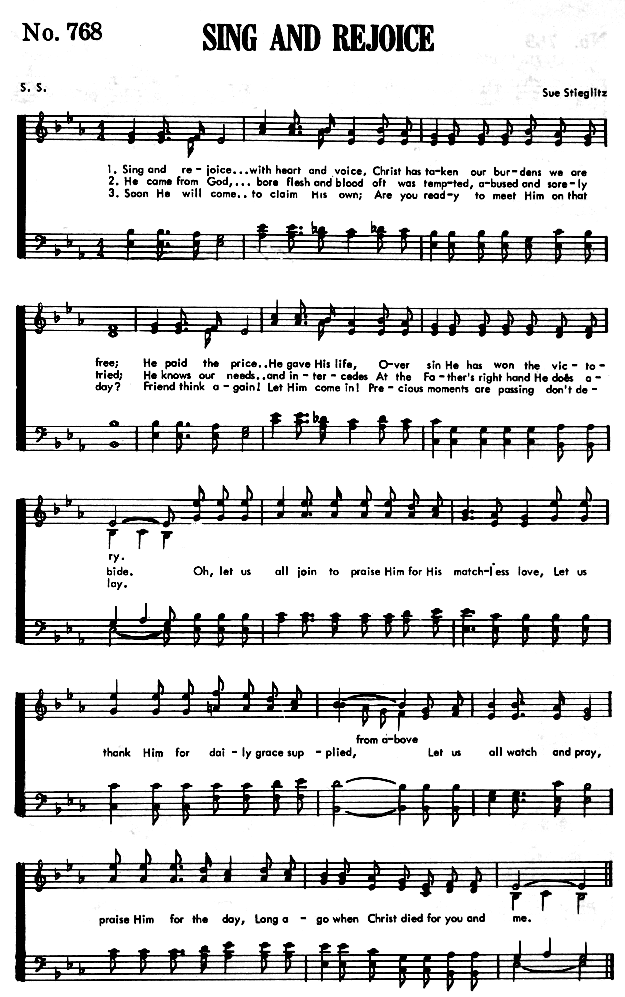 No. 768
SING AND REJOICE
S. S.
Sue Stieglitz
1. Sing and re-joice...with heart and voice, Christ has ta-ken our bur-dens we are
2. He came from God,... bore flesh and blood oft was temp-ted, a-bused and sore-ly
3. Soon He will come.. to claim His own; Are you read-y to meet Him on that
free; He paid the price..He gave His life, O-ver sin He has won the vic-to-
tried; He knows our needs..and in-ter-cedes At the Fa-ther's right hand He does a-
day? Friend think a-gain! Let Him come in! Pre-cious moments are passing don't de-
ry.
bide. Oh, let us all join to praise Him for His match-less love, Let us
lay.
from a-bove
thank Him for dai-ly grace sup-plied, Let us all watch and pray,
praise Him for the day, Long a-go when Christ died for you and me.